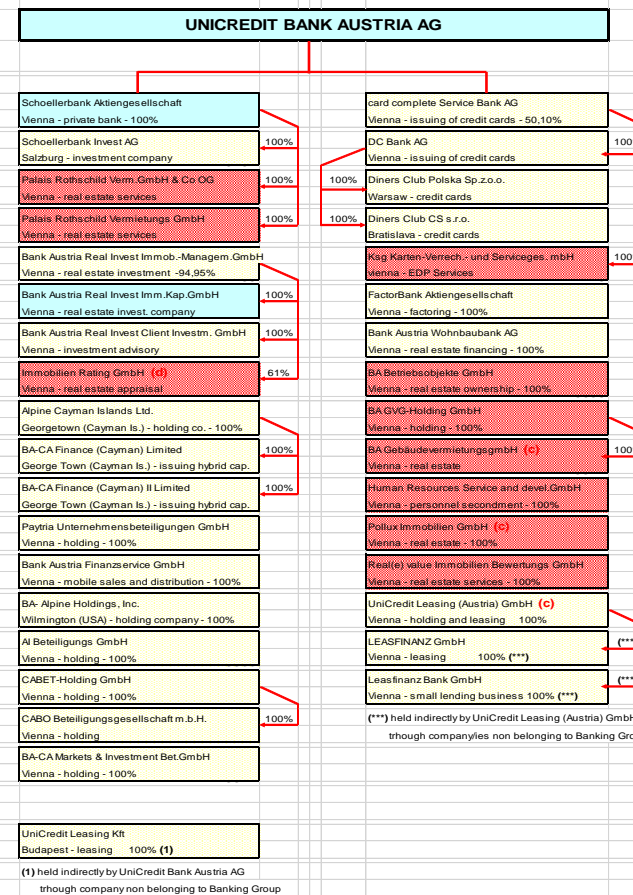 UNICREDIT BANK AUSTRIA AG
Schoellerbank Aktiengesellschaft
Vienna - private bank - 100%
Schoellerbank Invest AG
Salzburg - investment company
100%
Palais Rothschild Verm.GmbH & Co OG
Vienna - real estate services
100%
Palais Rothschild Vermietungs GmbH
Vienna - real estate services
100%
Bank Austria Real Invest Immob.-Managem.GmbH
Vienna - real estate investment -94,95%
Bank Austria Real Invest Imm.Kap.GmbH
Vienna - real estate invest. company
100%
Bank Austria Real Invest Client Investm. GmbH
Vienna - investment advisory
100%
Immobilien Rating GmbH (d)
Vienna - real estate appraisal
61%
Alpine Cayman Islands Ltd.
Georgetown (Cayman Is.) - holding co. - 100%
BA-CA Finance (Cayman) Limited
George Town (Cayman Is.) - issuing hybrid cap.
100%
BA-CA Finance (Cayman) II Limited
George Town (Cayman Is.) - issuing hybrid cap.
100%
Paytria Unternehmensbeteiligungen GmbH
Vienna - holding - 100%
Bank Austria Finanzservice GmbH
Vienna - mobile sales and distribution - 100%
BA- Alpine Holdings, Inc.
Wilmington (USA) - holding company - 100%
AI Beteiligungs GmbH
Vienna - holding - 100%
CABET-Holding GmbH
Vienna - holding - 100%
CABO Beteiligungsgesellschaft m.b.H.
Vienna - holding
100%
BA-CA Markets & Investment Bet.GmbH
Vienna - holding - 100%
UniCredit Leasing Kft
Budapest - leasing 100% (1)
(1) held indirectly by UniCredit Bank Austria AG
trhough company non belonging to Banking Group
card complete Service Bank AG
Vienna - issuing of credit cards - 50,10%
DC Bank AG
Vienna - issuing of credit cards
100
Diners Club Polska Sp.z.o.o.
Warsaw - credit cards
100%
Diners Club CS s.r.o.
Bratislava - credit cards
100%
Ksg Karten-Verrech.- und Serviceges. mbH
vienna - EDP Services
100
FactorBank Aktiengesellschaft
Vienna - factoring - 100%
Bank Austria Wohnbaubank AG
Vienna - real estate financing - 100%
BA Betriebsobjekte GmbH
Vienna - real estate ownership - 100%
BA GVG-Holding GmbH
Vienna - holding - 100%
BA GebäudevermietungsgmbH (c)
Vienna - real estate
100
Human Resources Service and devel.GmbH
Vienna - personnel secondment - 100%
Pollux Immobilien GmbH (c)
Vienna - real estate - 100%
Real(e) value Immobilien Bewertungs GmbH
Vienna - real estate services - 100%
UniCredit Leasing (Austria) GmbH (c)
Vienna - holding and leasing 100%
LEASFINANZ GmbH
Vienna - leasing 100% (***)
(***
Leasfinanz Bank GmbH
Vienna - small lending business 100% (***)
(***
(***) held indirectly by UniCredit Leasing (Austria) GmbH
trhough company/ies non belonging to Banking Gro